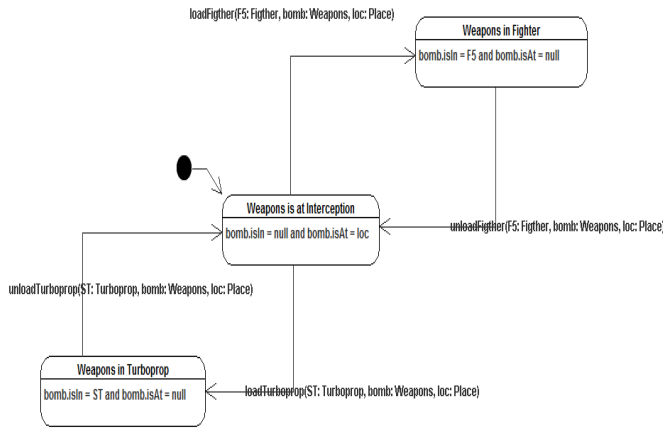 loadFigther(F5: Figther, bomb: Weapons, loc: Place)
Weapons in Fighter
bomb.isIn = F5 and bomb.isAt = null
Weapons is at Interception
bomb.isIn = null and bomb.isAt = loc
unloadFigther(F5: Figther, bomb: Weapons, loc: Place)
unloadTurboprop(ST: Turboprop, bomb: Weapons, loc: Place)
Weapons in Turboprop
bomb.isIn = ST and bomb.isAt = null
loadTurboprop(ST: Turboprop, bomb: Weapons, loc: Place)